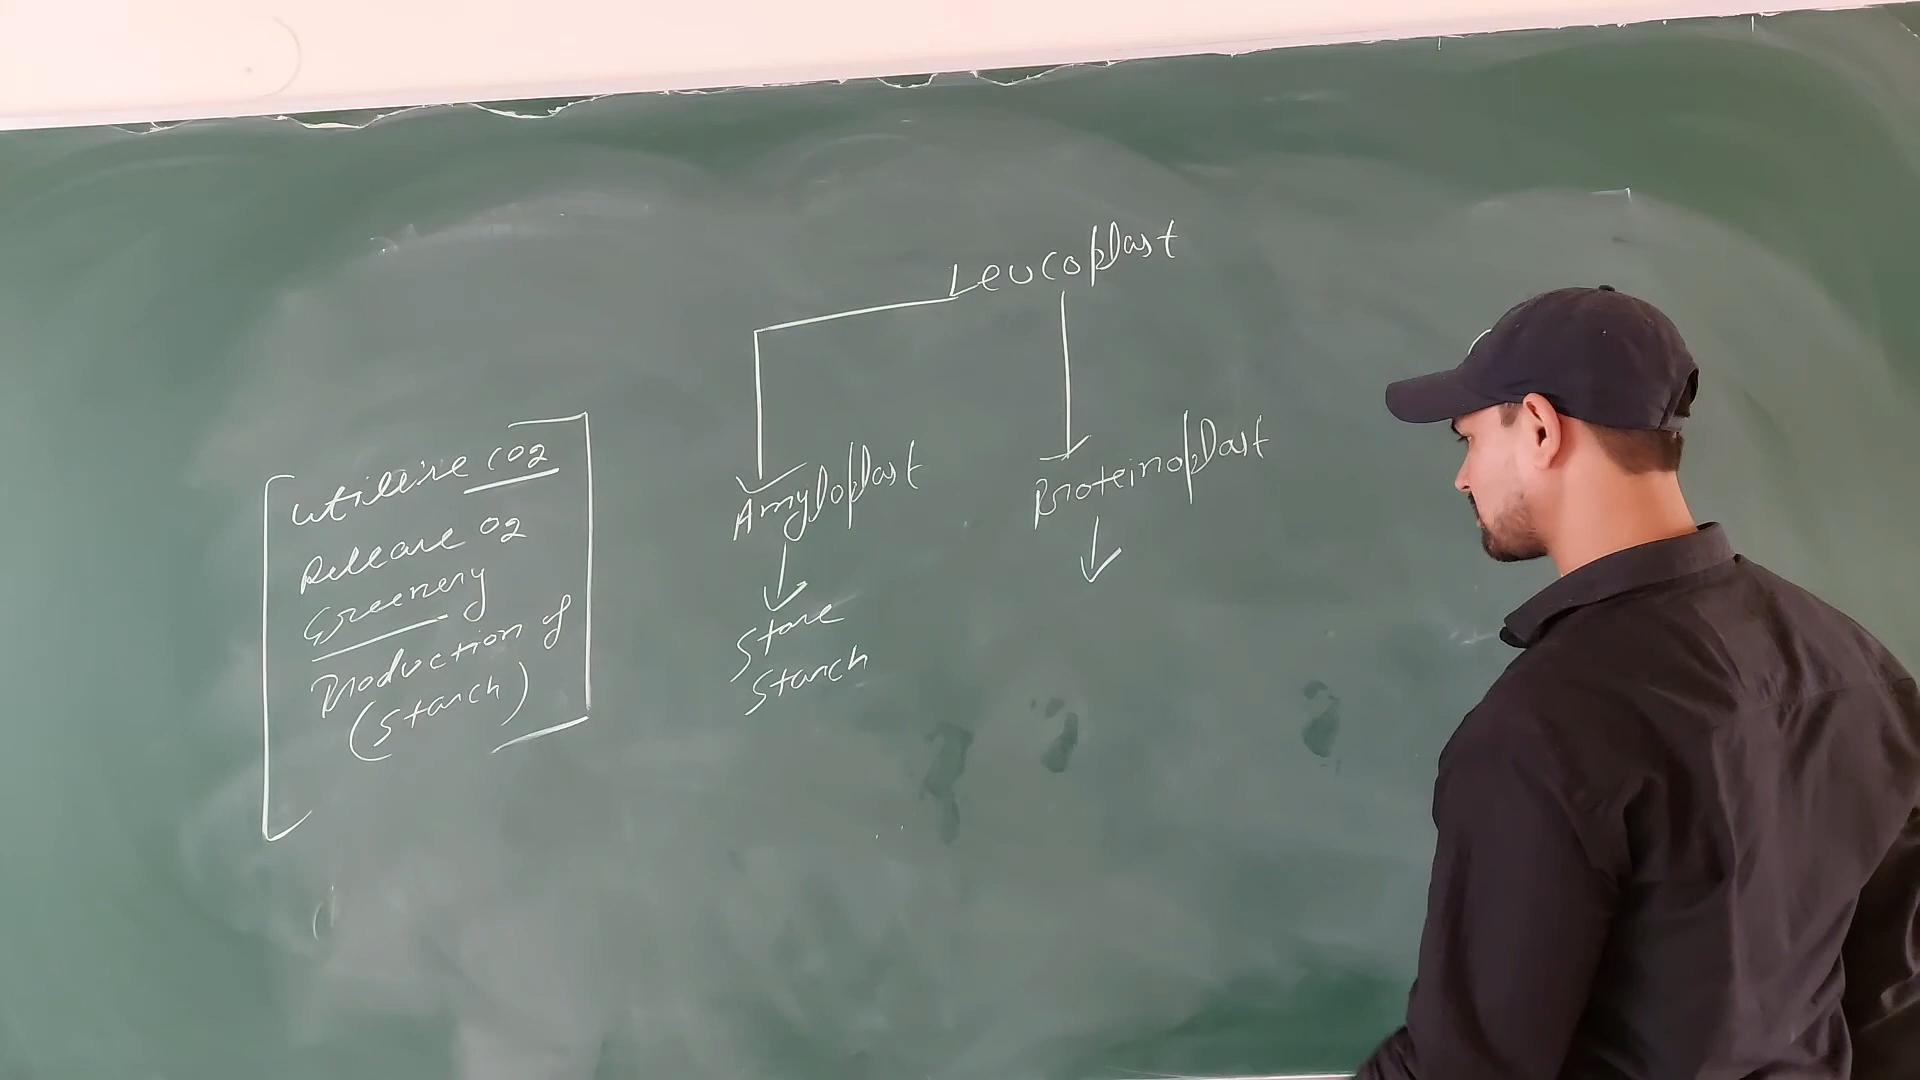 Leucoplast
Amyloplast
Proteinoplast
Store
Starch
Utilise CO2
Release O2
Greenery
Production of
(Starch)